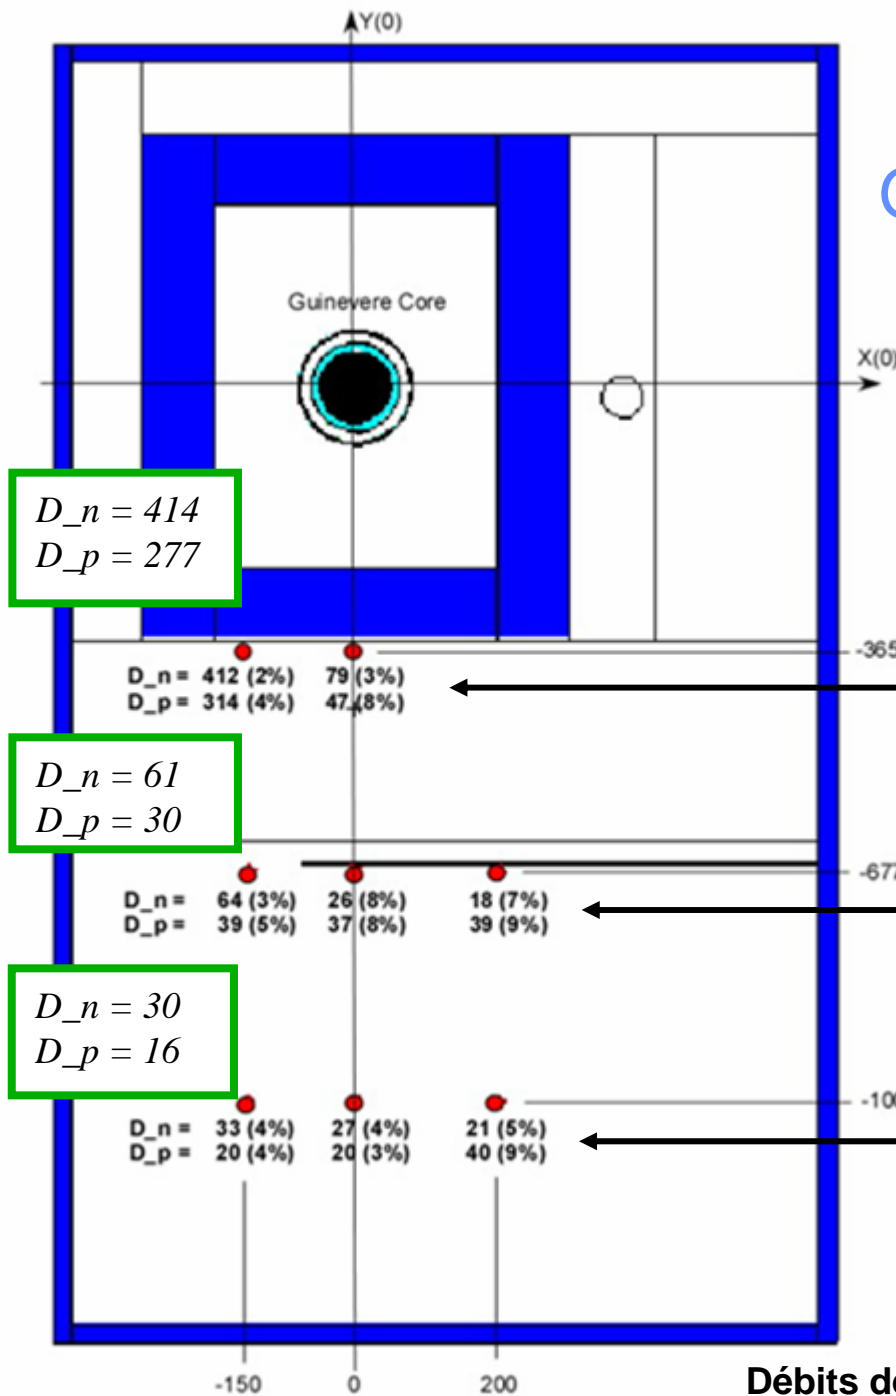 Y(0)
Guinevere Core
X(0)
D_n = 414
D_p = 277
-365
D_n = 412 (2%) 79 (3%)
D_p = 314 (4%) 47 (8%)
D_n = 61
D_p = 30
-677
D_n = 64 (3%) 26 (8%) 18 (7%)
D_p = 39 (5%) 37 (8%) 39 (9%)
D_n = 30
D_p = 16
-100
D_n = 33 (4%) 27 (4%) 21 (5%)
D_p = 20 (4%) 20 (3%) 40 (9%)
-150 0 200
Débits de